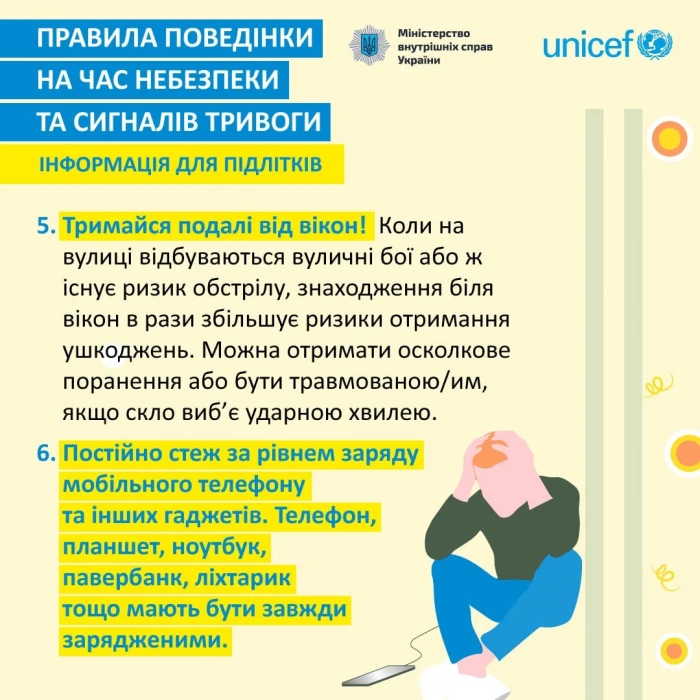 ПРАВИЛА ПОВЕДІНКИ
НА ЧАС НЕБЕЗПЕКИ
ТА СИГНАЛІВ ТРИВОГИ
ІНФОРМАЦІЯ ДЛЯ ПІДЛІТКІВ
Міністерство
внутрішніх справ
України
unicef
5. Тримайся подалі від вікон! Коли на
вулиці відбуваються вуличні бої або ж
існує ризик обстрілу, знаходження біля
вікон в рази збільшує ризики отримання
ушкоджень. Можна отримати осколкове
поранення або бути травмованою/им,
якщо скло виб’є ударною хвилею.
6. Постійно стеж за рівнем заряду
мобільного телефону
та інших гаджетів. Телефон,
планшет, ноутбук,
павербанк, ліхтарик
тощо мають бути завжди
зарядженими.